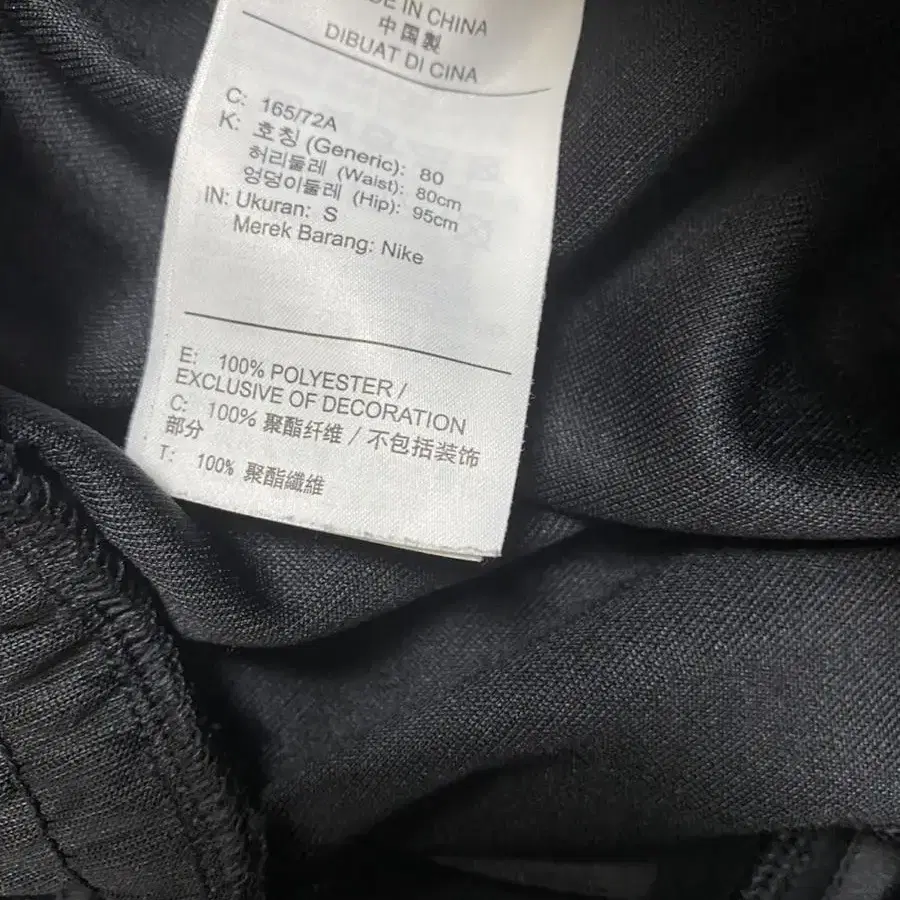 MADE IN CHINA
中国製
DIBUAT DI CINA
C: 165/72A
K: 호칭 (Generic): 80
허리둘레 (Waist): 80cm
엉덩이둘레 (Hip): 95cm
IN: Ukuran: S
Merek Barang: Nike
E: 100% POLYESTER /
EXCLUSIVE OF DECORATION
C: 100% 聚酯纤维 / 不包括装饰
部分
T: 100% 聚酯纖維